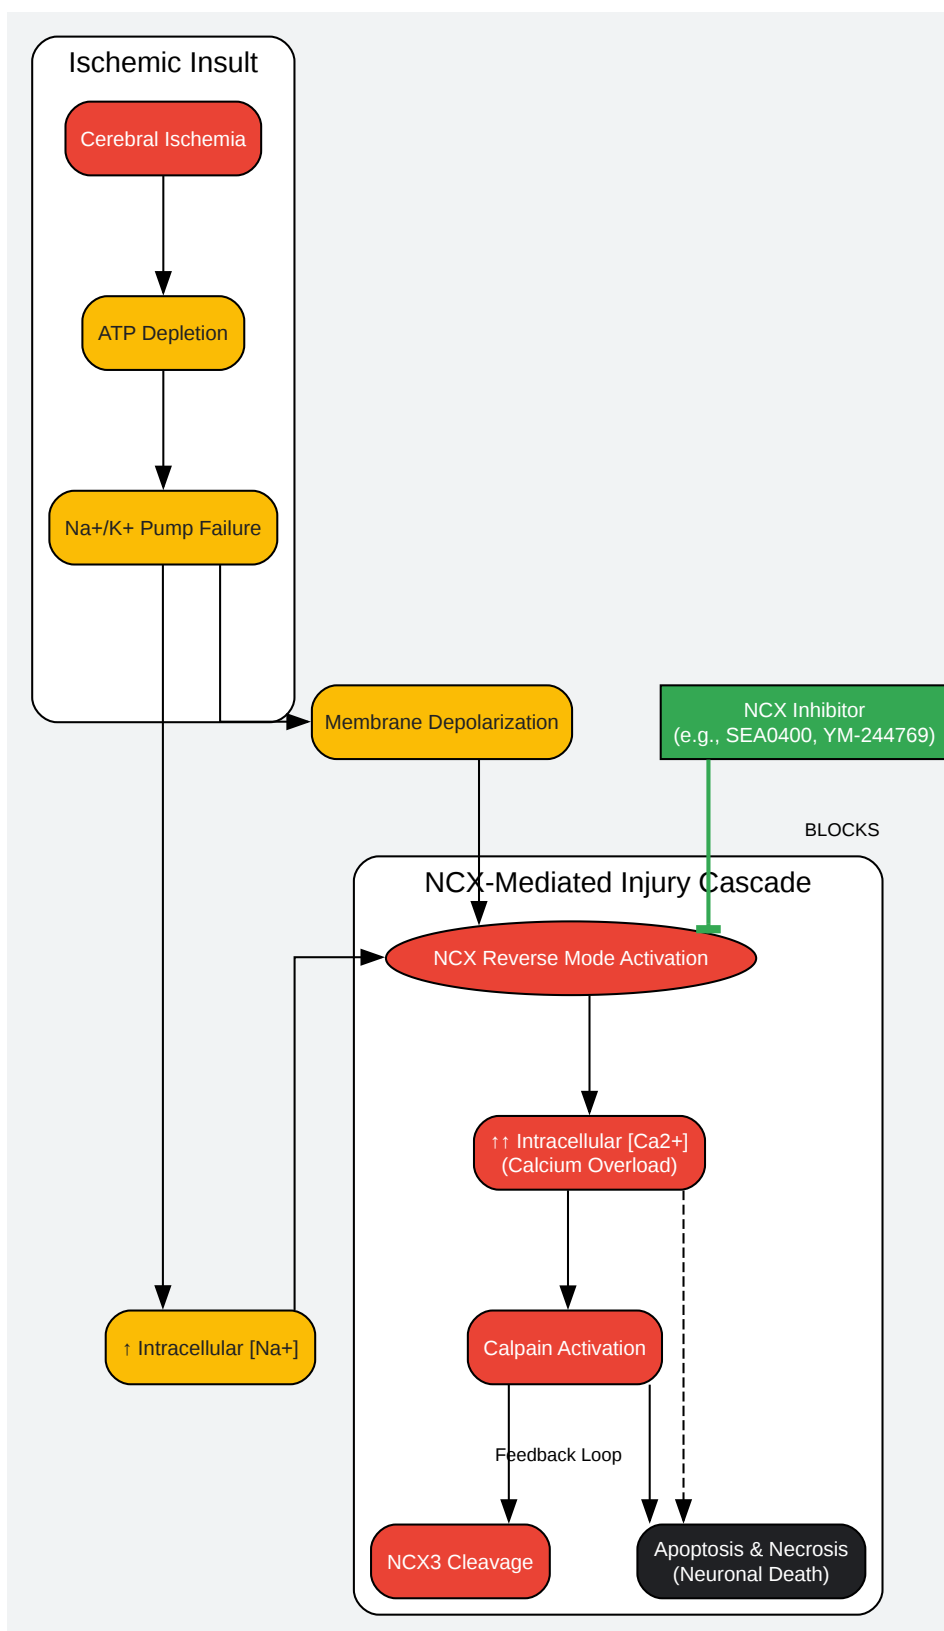 Ischemic Insult
Cerebral Ischemia
ATP Depletion
Na+/K+ Pump Failure
Membrane Depolarization
NCX Inhibitor
(e.g., SEA0400, YM-244769)
BLOCKS
NCX-Mediated Injury Cascade
NCX Reverse Mode Activation
↑↑ Intracellular [Ca2+]
(Calcium Overload)
↑ Intracellular [Na+]
Calpain Activation
Feedback Loop
NCX3 Cleavage
Apoptosis & Necrosis
(Neuronal Death)